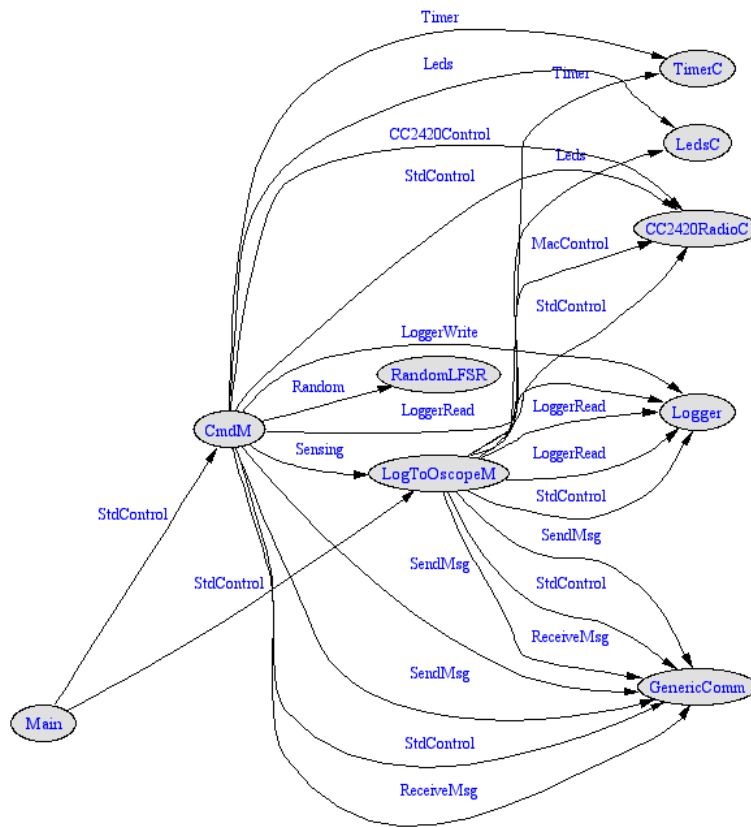 Timer
Leds
Timer
TimerC
CC2420Control
LedsC
StdControl
Leds
CC2420RadioC
MacControl
StdControl
LoggerWrite
RandomLFSR
Random
LoggerRead
LoggerRead
Logger
CmdM
Sensing
LogToOscopeM
LoggerRead
StdControl
StdControl
SendMsg
SendMsg
StdControl
StdControl
ReceiveMsg
SendMsg
GenericComm
Main
StdControl
ReceiveMsg